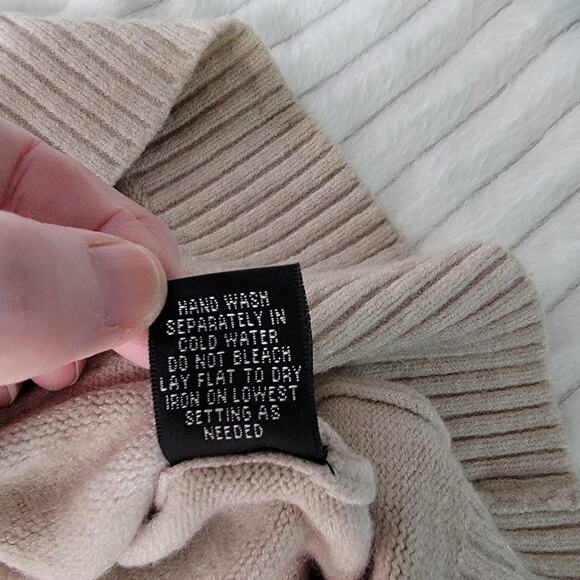 HAND WASH
SEPARATELY IN
COLD WATER
DO NOT BLEACH
LAY FLAT TO DRY
IRON ON LOWEST
SETTING AS
NEEDED